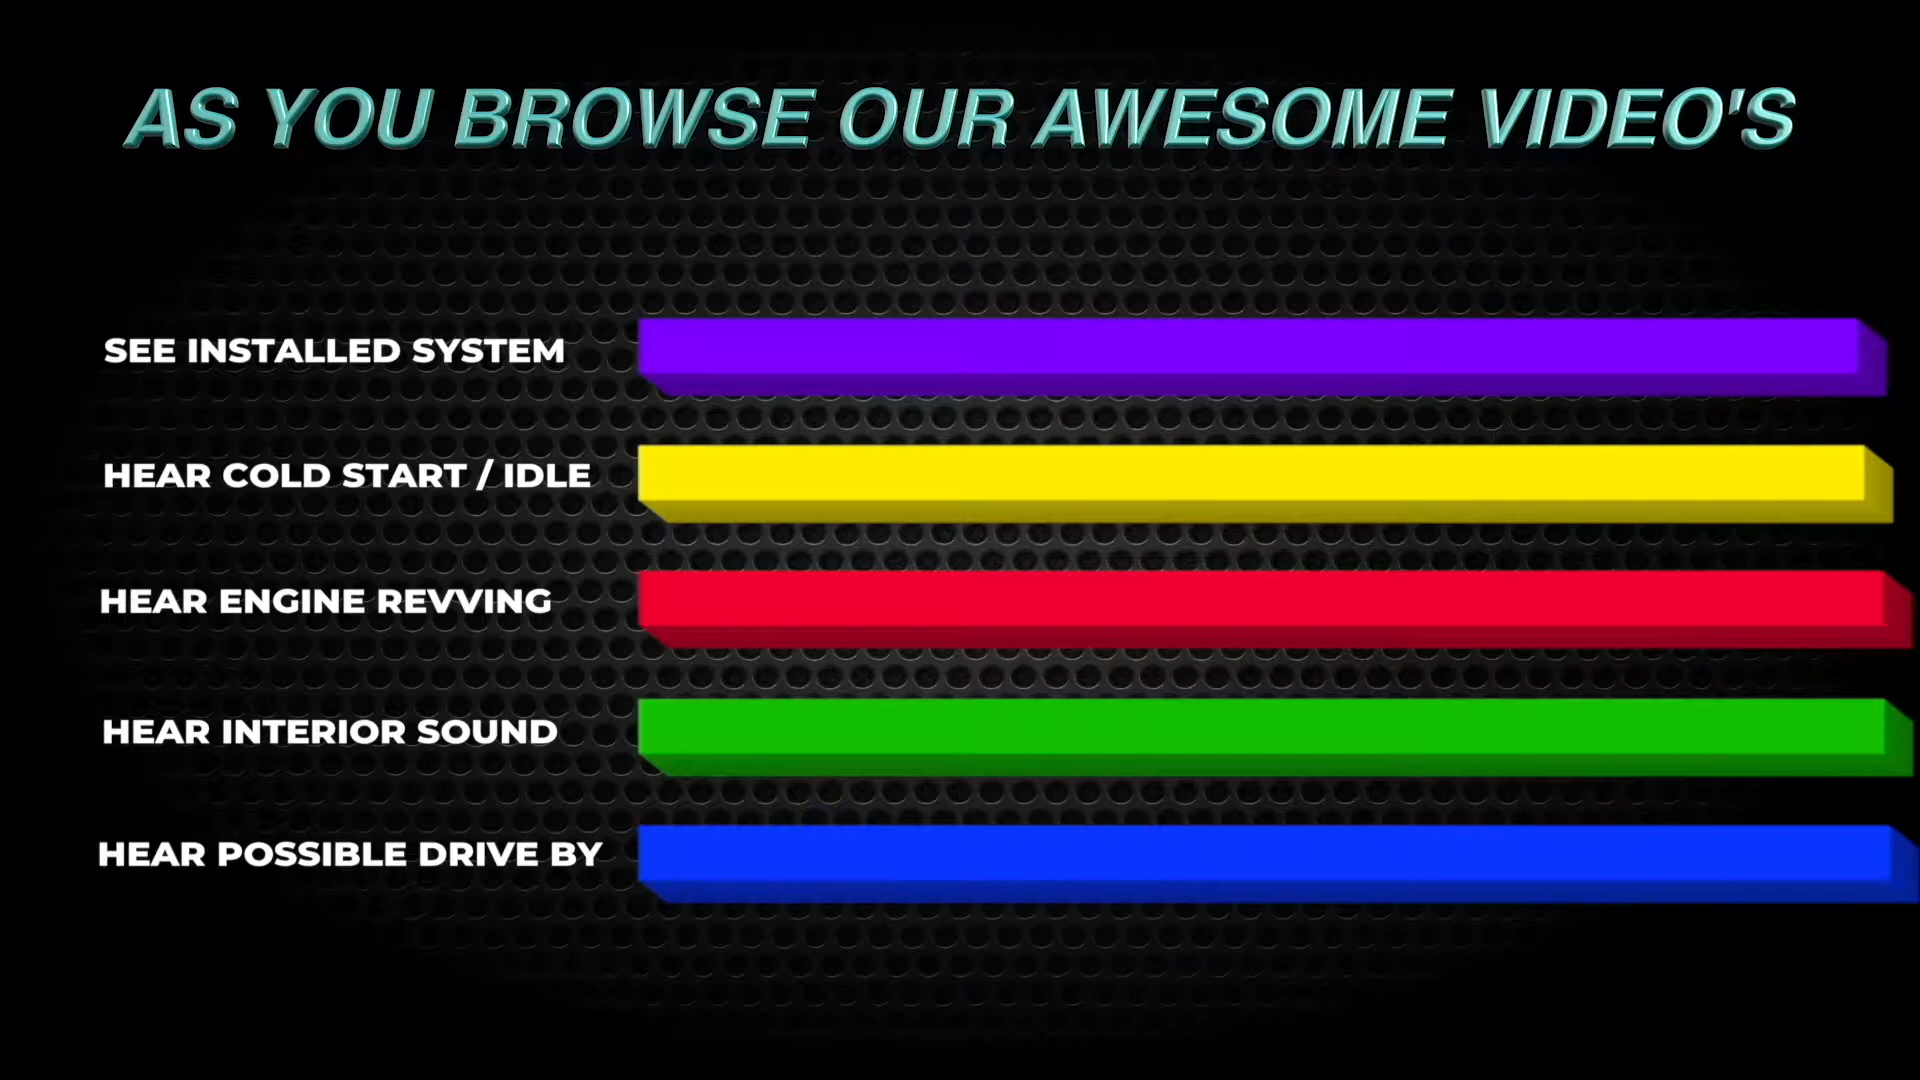 AS YOU BROWSE OUR AWESOME VIDEO'S
SEE INSTALLED SYSTEM
HEAR COLD START / IDLE
HEAR ENGINE REVVING
HEAR INTERIOR SOUND
HEAR POSSIBLE DRIVE BY